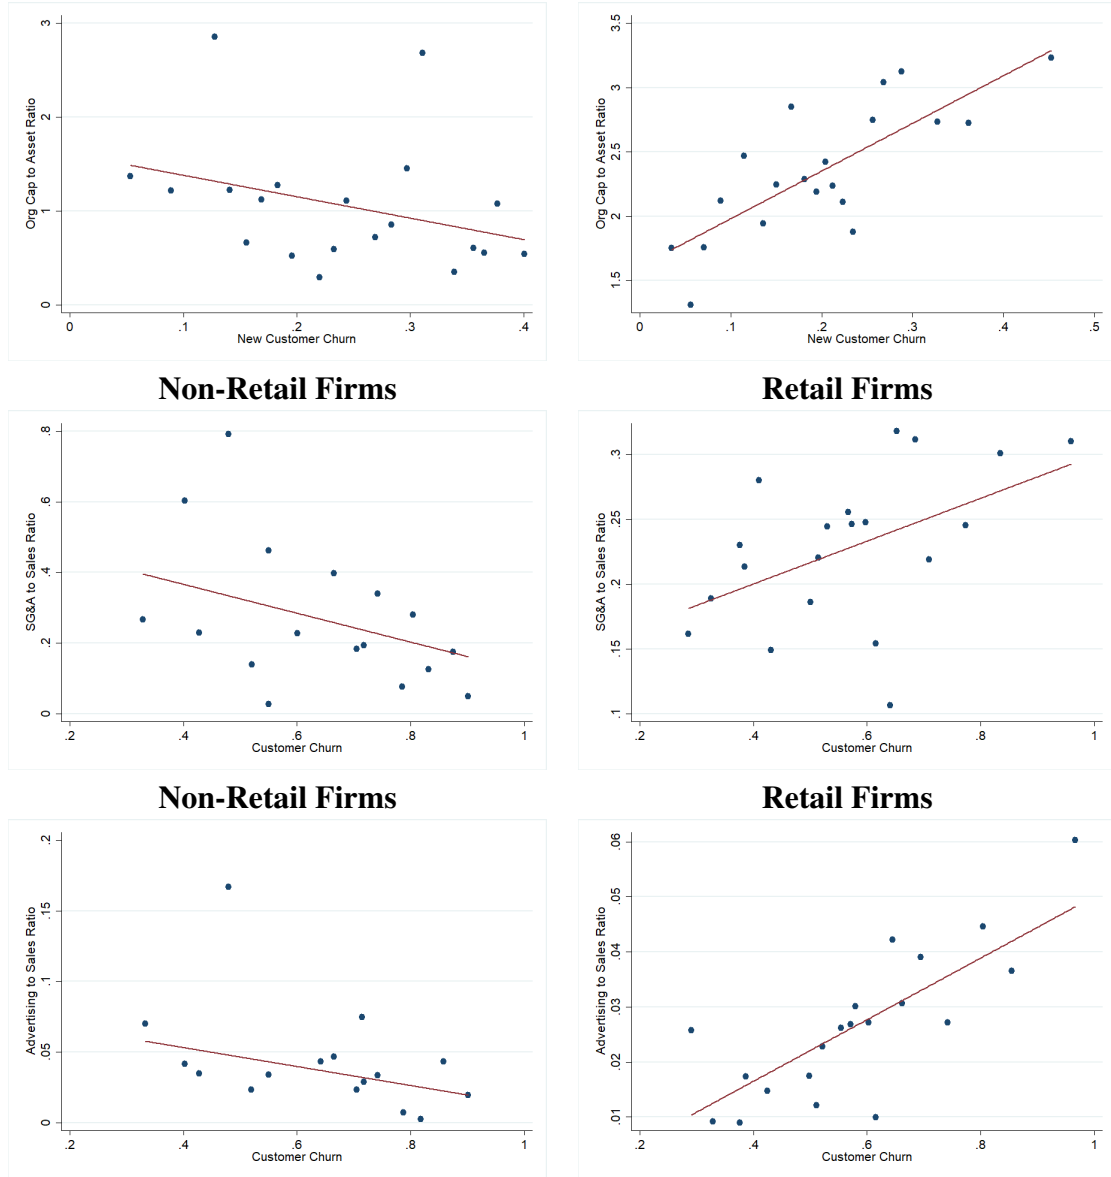 3
2
1
0
Org Cap to Asset Ratio
0 .1 .2 .3 .4
New Customer Churn
3.5
3
2.5
2
1.5
Org Cap to Asset Ratio
0 .1 .2 .3 .4 .5
New Customer Churn
Non-Retail Firms
Retail Firms
.8
.6
.4
.2
0
SG&A to Sales Ratio
.2 .4 .6 .8 1
Customer Churn
.3
.25
.2
.15
.1
SG&A to Sales Ratio
.2 .4 .6 .8 1
Customer Churn
Non-Retail Firms
Retail Firms
.2
.15
.1
.05
0
Advertising to Sales Ratio
.2 .4 .6 .8 1
Customer Churn
.06
.05
.04
.03
.02
.01
Advertising to Sales Ratio
.2 .4 .6 .8 1
Customer Churn